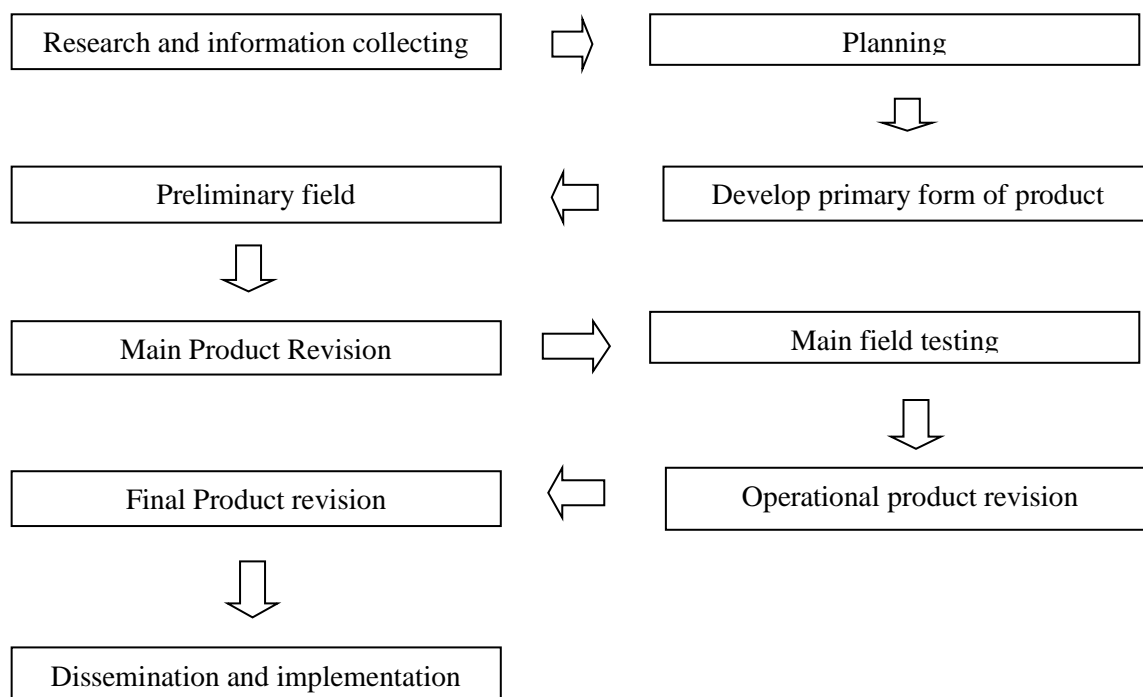 Research and information collecting
Planning
Develop primary form of product
Preliminary field
Main Product Revision
Main field testing
Operational product revision
Final Product revision
Dissemination and implementation